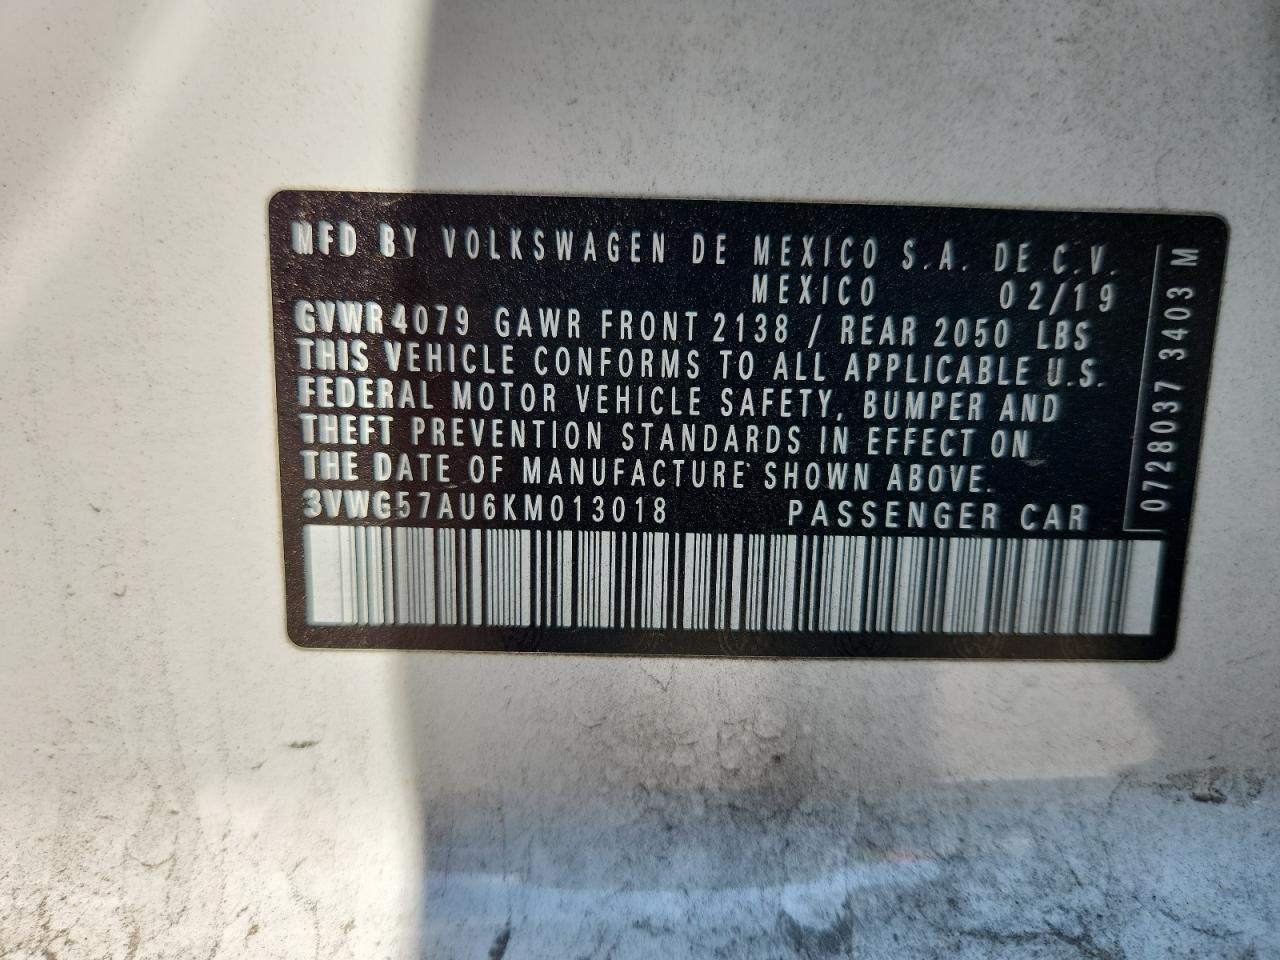 MFD BY VOLKSWAGEN DE MEXICO S.A. DE C.V.
MEXICO 02/19
GVWR 4079 GAWR FRONT 2138 / REAR 2050 LBS
THIS VEHICLE CONFORMS TO ALL APPLICABLE U.S.
FEDERAL MOTOR VEHICLE SAFETY, BUMPER AND
THEFT PREVENTION STANDARDS IN EFFECT ON
THE DATE OF MANUFACTURE SHOWN ABOVE.
3VWG57AU6KM013018 PASSENGER CAR
0728037 3403 M